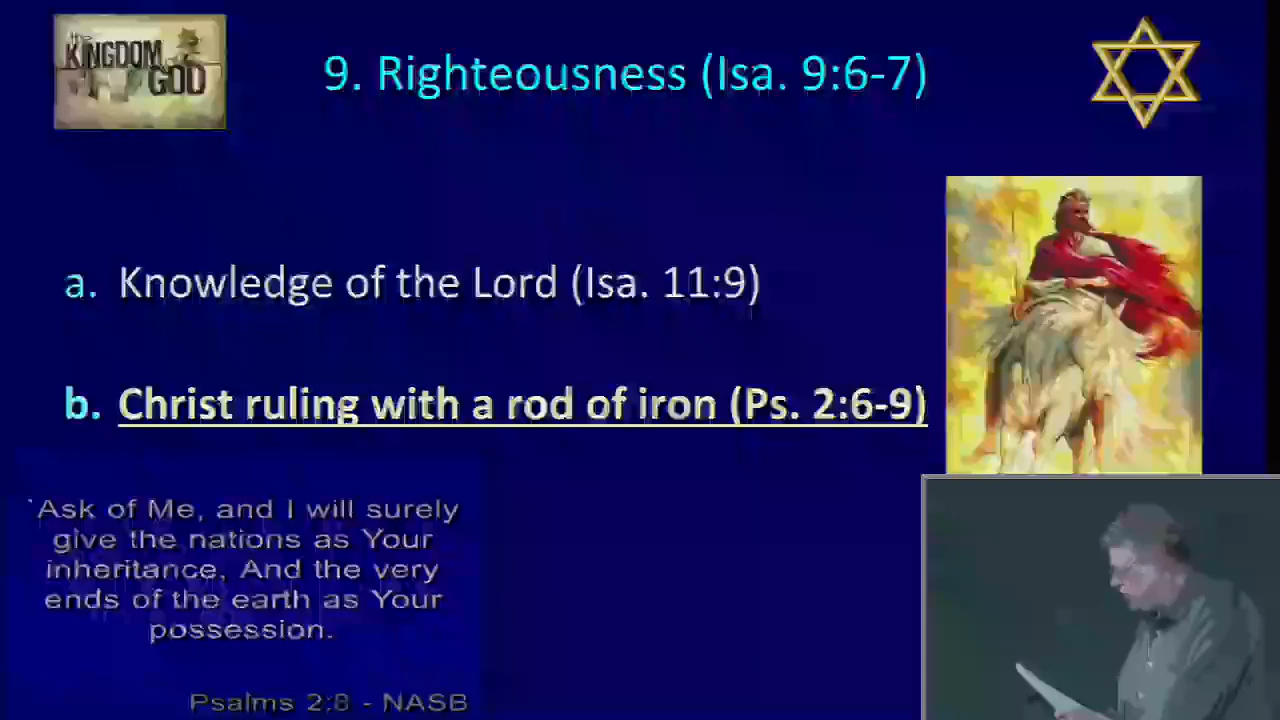 the
KINGDOM
of GOD
9. Righteousness (Isa. 9:6-7)
a. Knowledge of the Lord (Isa. 11:9)
b. Christ ruling with a rod of iron (Ps. 2:6-9)
'Ask of Me, and I will surely
give the nations as Your
inheritance, And the very
ends of the earth as Your
possession.
Psalms 2:8 - NASB